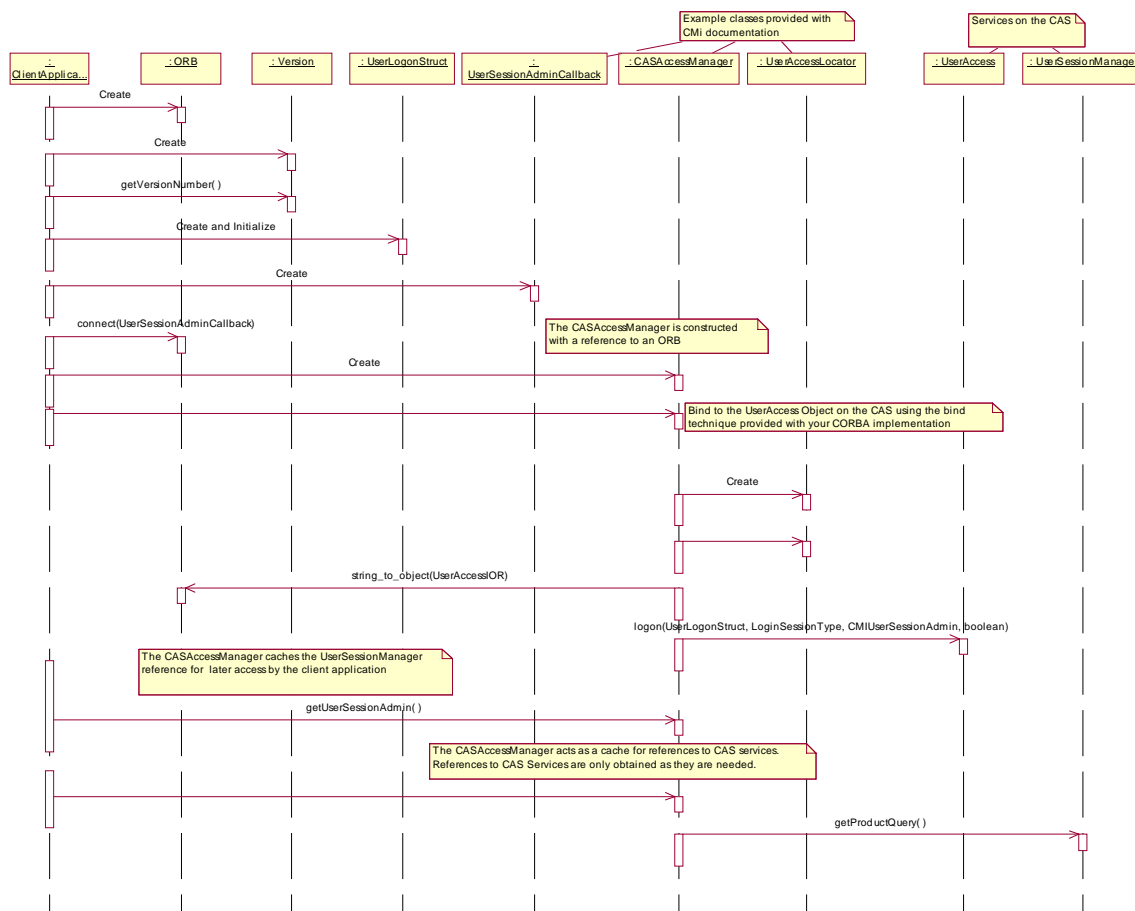 Example classes provided with
CMi documentation
Services on the CAS
:
ClientApplica...
: ORB
: Version
: UserLogonStruct
:
UserSessionAdminCallback
: CASAccessManager
: UserAccessLocator
: UserAccess
: UserSessionManage
Create
Create
getVersionNumber( )
Create and Initialize
Create
connect(UserSessionAdminCallback)
The CASAccessManager is constructed
with a reference to an ORB
Create
Bind to the UserAccess Object on the CAS using the bind
technique provided with your CORBA implementation
Create
string_to_object(UserAccessIOR)
logon(UserLogonStruct, LoginSessionType, CMIUserSessionAdmin, boolean)
The CASAccessManager caches the UserSessionManager
reference for later access by the client application
getUserSessionAdmin( )
The CASAccessManager acts as a cache for references to CAS services.
References to CAS Services are only obtained as they are needed.
getProductQuery( )